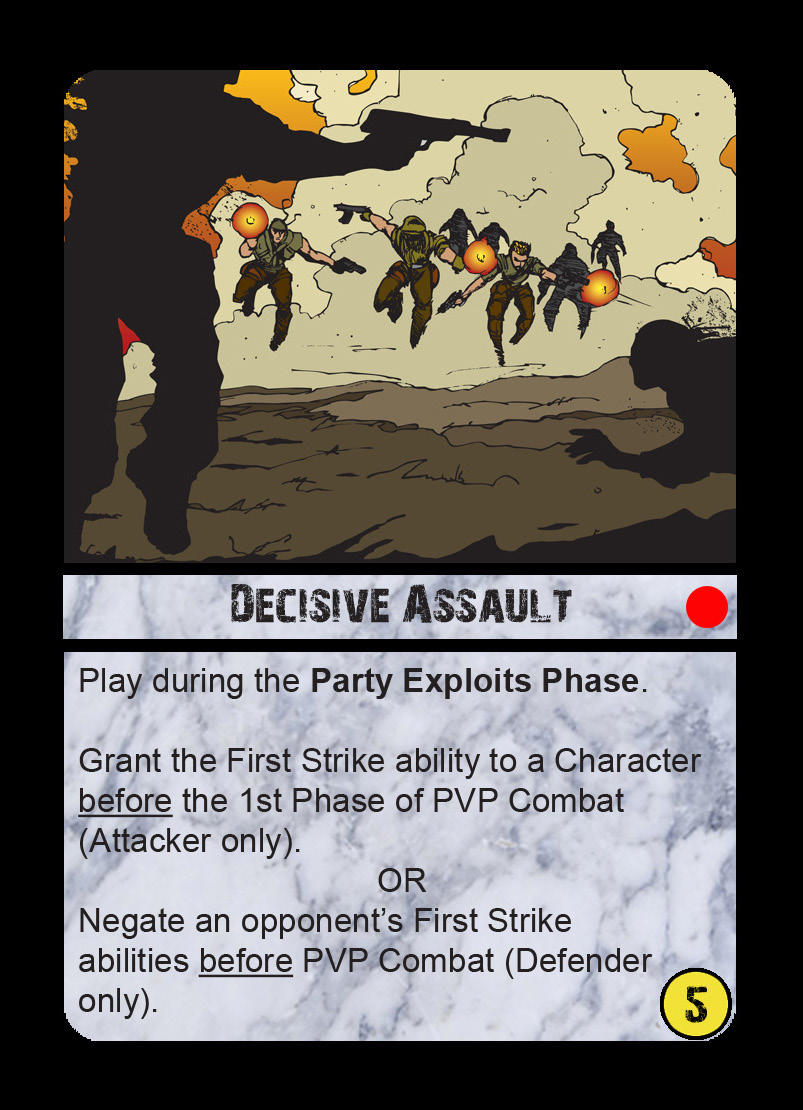 Decisive Assault
Play during the Party Exploits Phase.
Grant the First Strike ability to a Character
before the 1st Phase of PVP Combat
(Attacker only).
OR
Negate an opponent’s First Strike
abilities before PVP Combat (Defender
only).
5